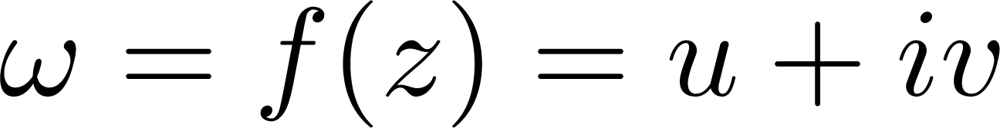 ω = f(z) = u + iv